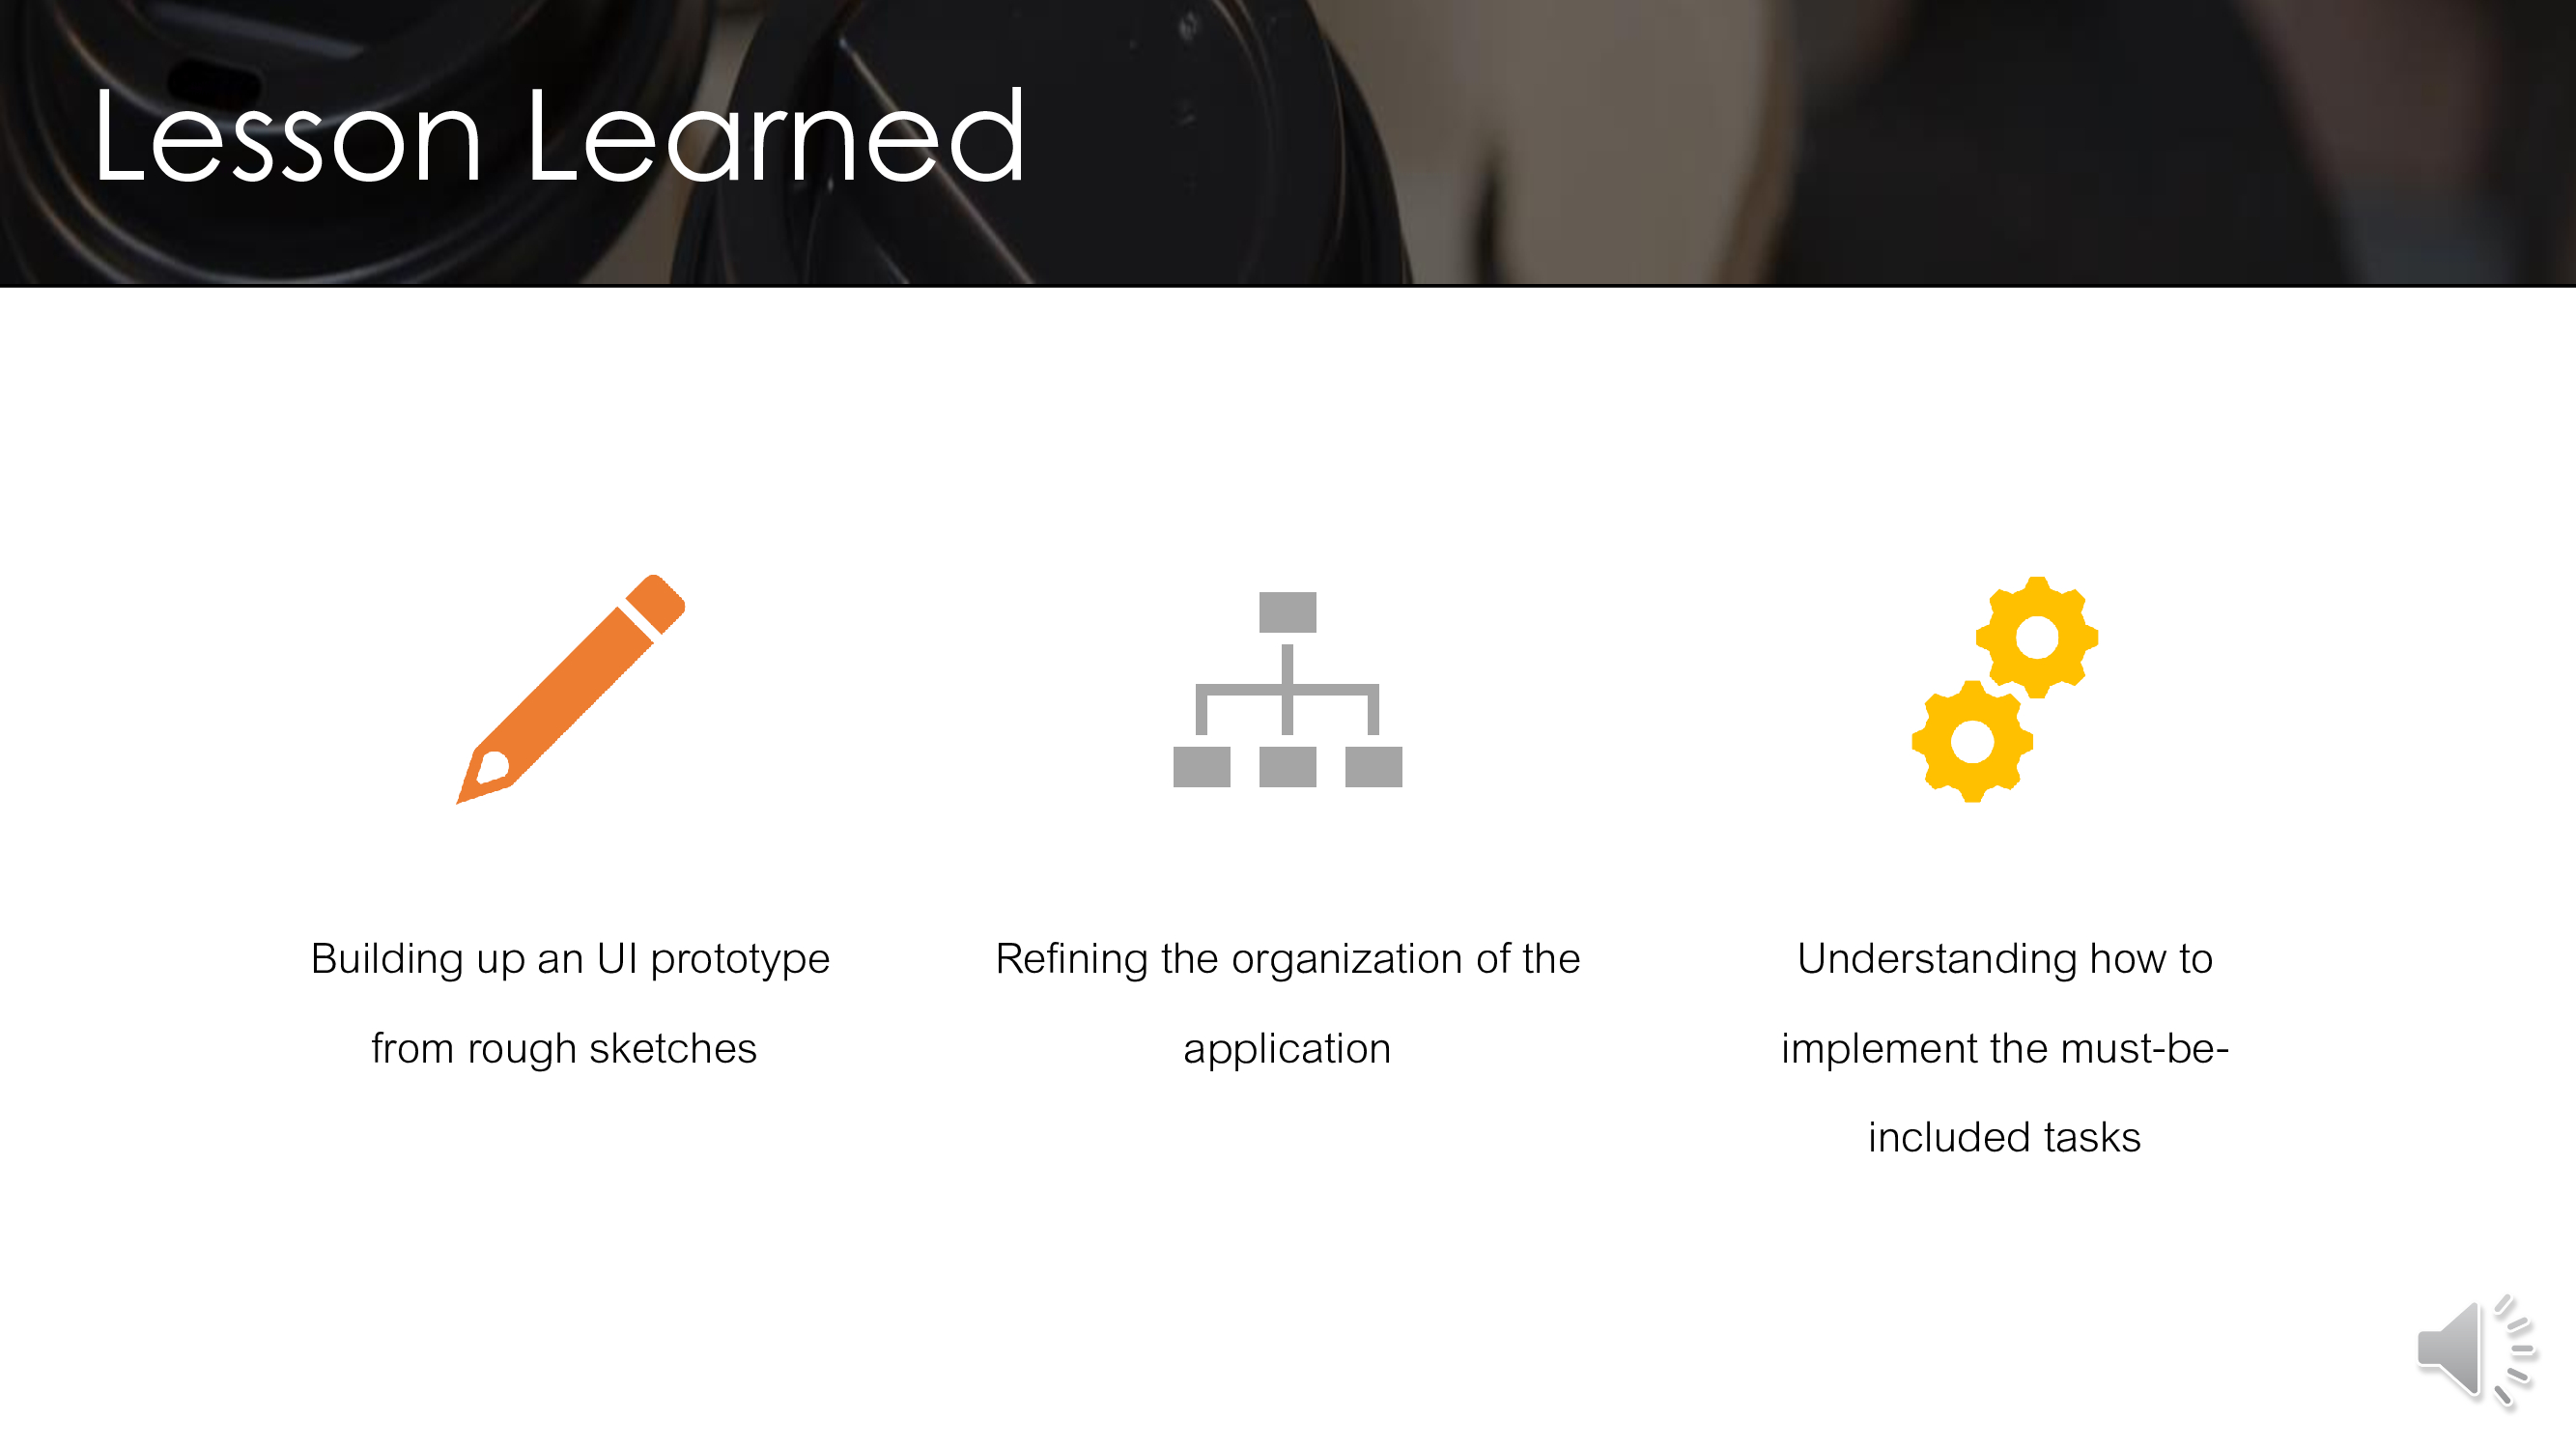 Lesson Learned
Building up an UI prototype
from rough sketches
Refining the organization of the
application
Understanding how to
implement the must-be-
included tasks